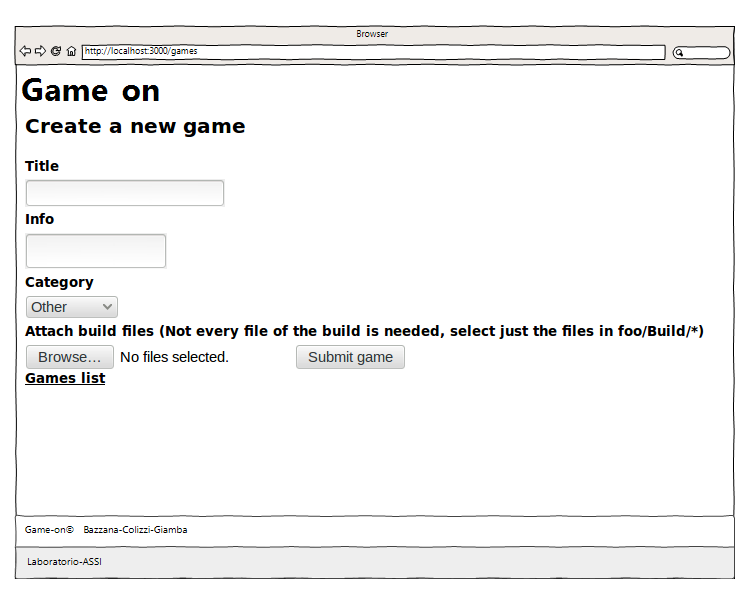 Browser
http://localhost:3000/games
Game on
Create a new game
Title
Info
Category
Other
Attach build files (Not every file of the build is needed, select just the files in foo/Build/*)
Browse... No files selected. Submit game
Games list
Game-on© Bazzana-Colizzi-Giamba
Laboratorio-ASSI